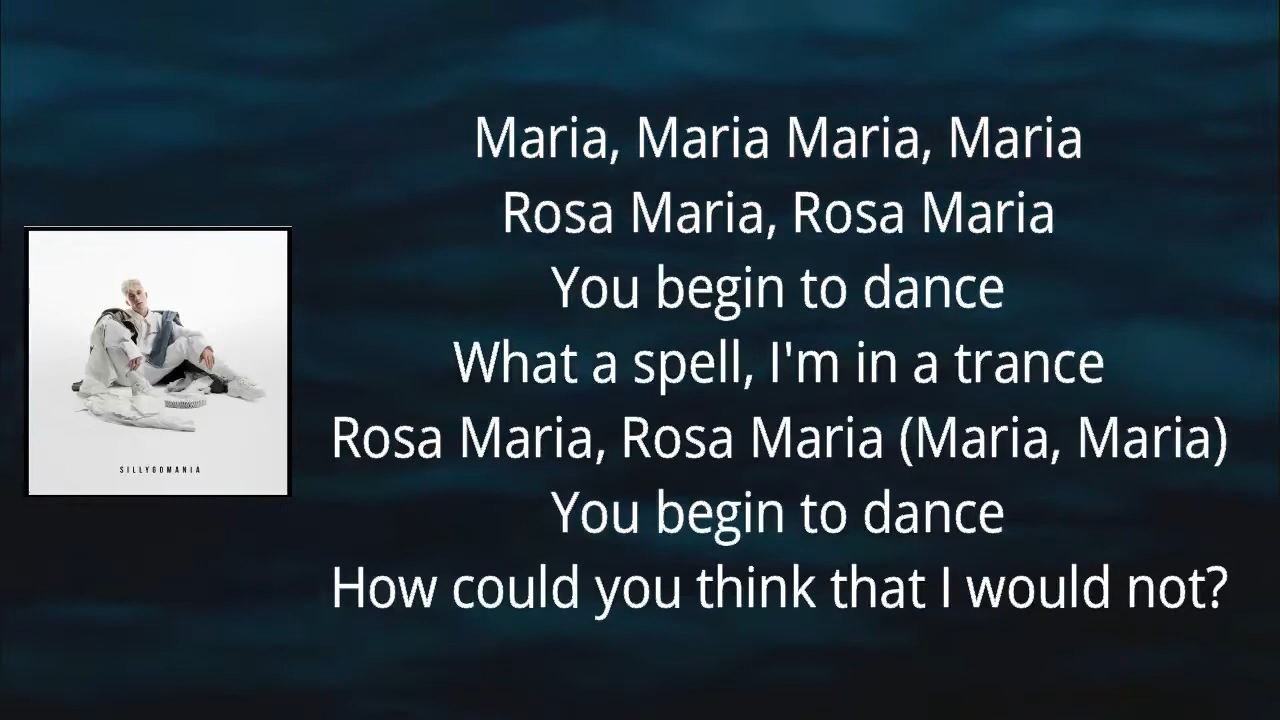 Maria, Maria Maria, Maria
Rosa Maria, Rosa Maria
You begin to dance
What a spell, I'm in a trance
Rosa Maria, Rosa Maria (Maria, Maria)
You begin to dance
How could you think that I would not?
SILLYGOMANIA